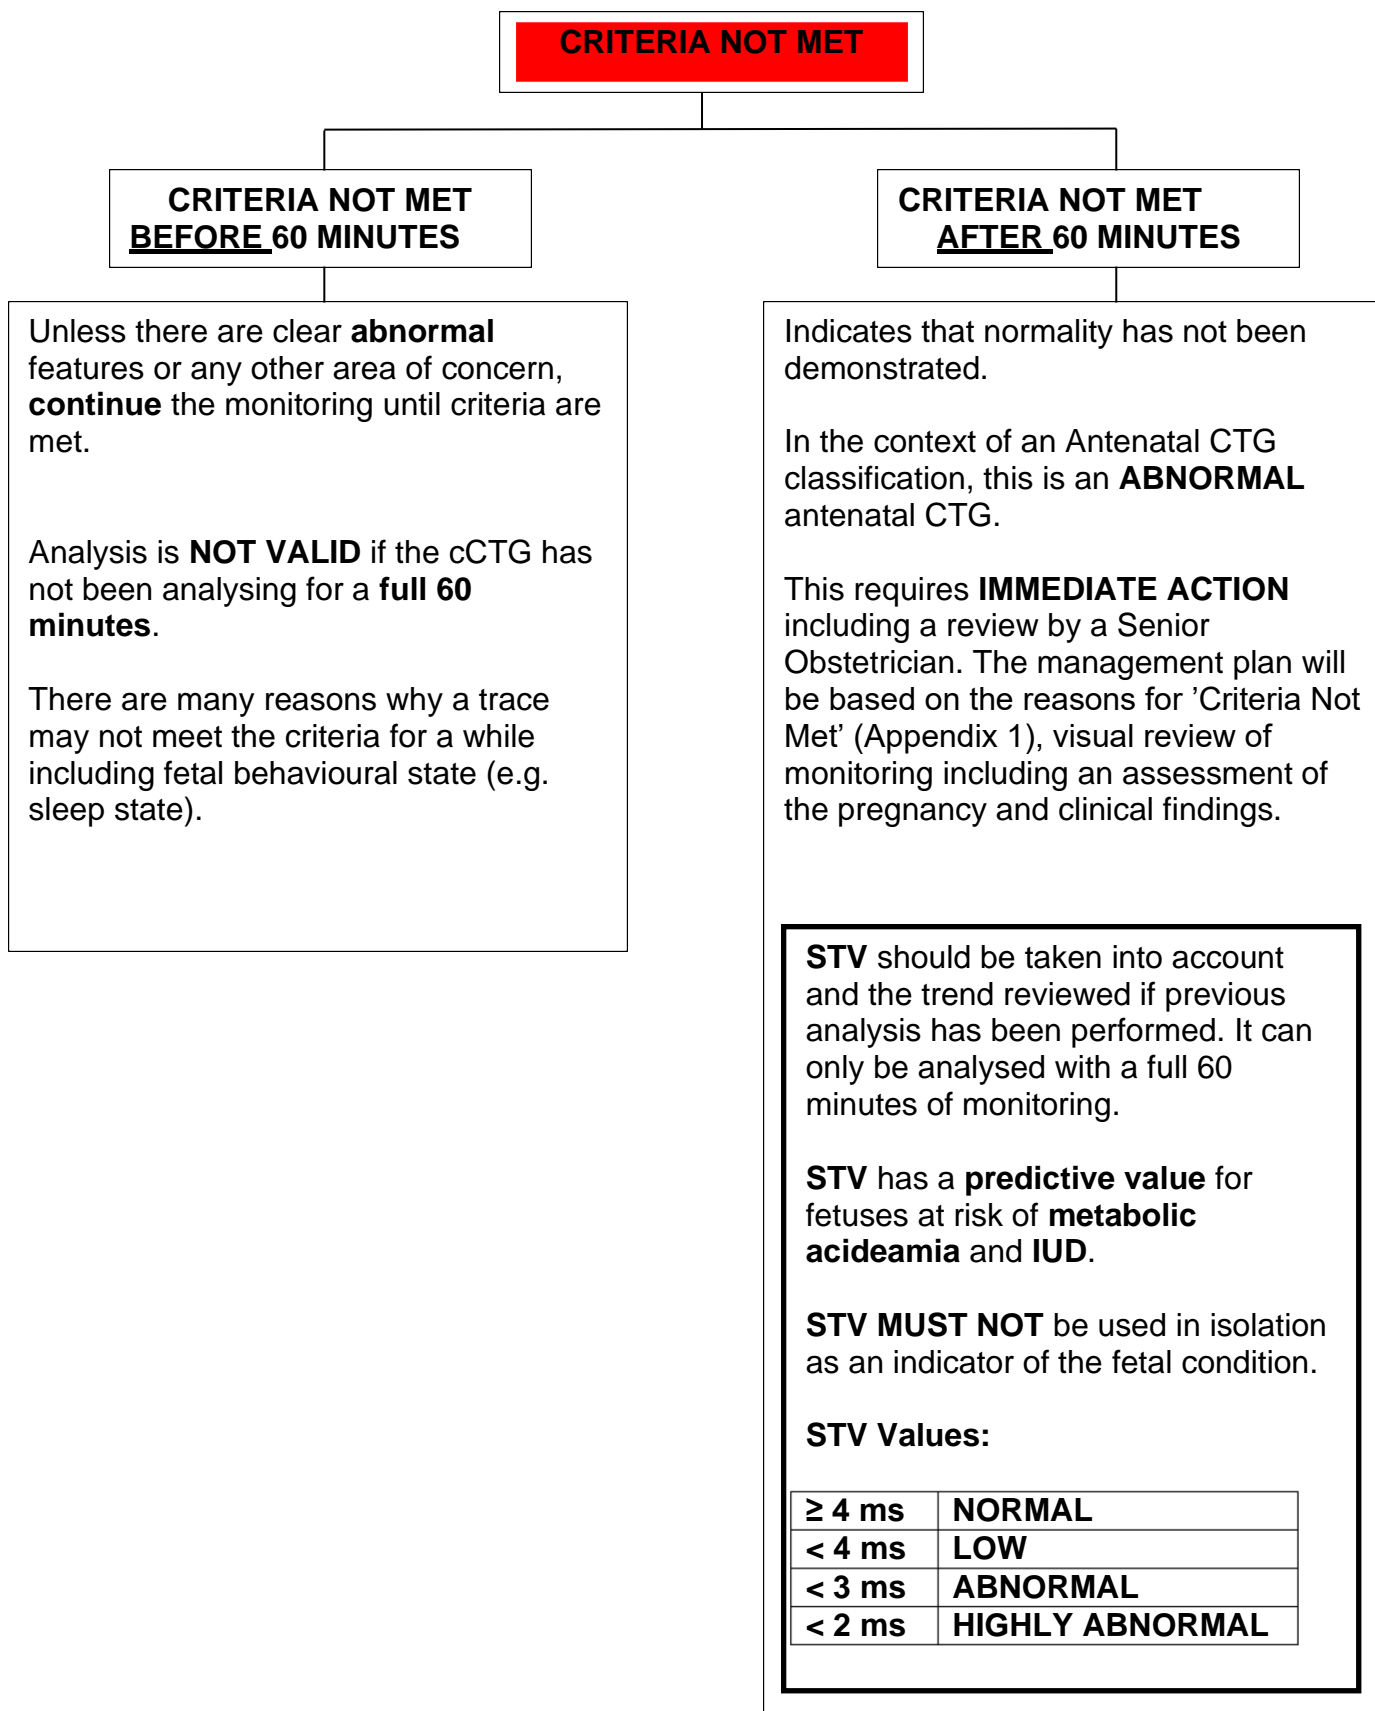 CRITERIA NOT MET
CRITERIA NOT MET
BEFORE 60 MINUTES
Unless there are clear abnormal
features or any other area of concern,
continue the monitoring until criteria are
met.
Analysis is NOT VALID if the cCTG has
not been analysing for a full 60
minutes.
There are many reasons why a trace
may not meet the criteria for a while
including fetal behavioural state (e.g.
sleep state).
CRITERIA NOT MET
AFTER 60 MINUTES
Indicates that normality has not been
demonstrated.
In the context of an Antenatal CTG
classification, this is an ABNORMAL
antenatal CTG.
This requires IMMEDIATE ACTION
including a review by a Senior
Obstetrician. The management plan will
be based on the reasons for ’Criteria Not
Met’ (Appendix 1), visual review of
monitoring including an assessment of
the pregnancy and clinical findings.
STV should be taken into account
and the trend reviewed if previous
analysis has been performed. It can
only be analysed with a full 60
minutes of monitoring.
STV has a predictive value for
fetuses at risk of metabolic
acideamia and IUD.
STV MUST NOT be used in isolation
as an indicator of the fetal condition.
STV Values:
≥ 4 ms NORMAL
< 4 ms LOW
< 3 ms ABNORMAL
< 2 ms HIGHLY ABNORMAL